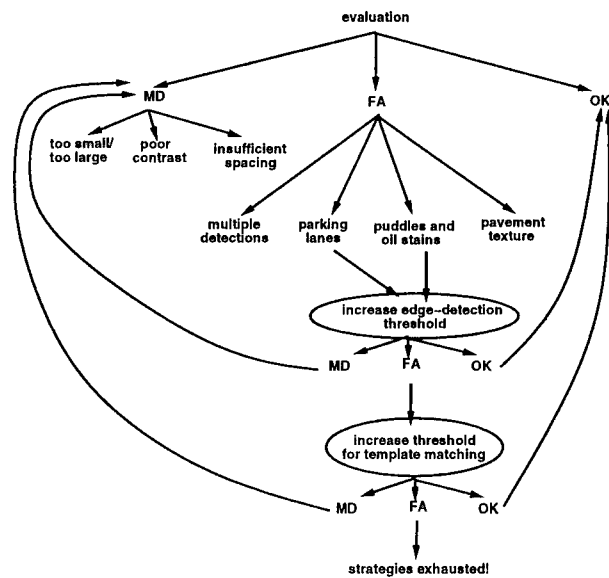 evaluation
MD
FA
OK
too small/
too large
poor
contrast
insufficient
spacing
multiple
detections
parking
lanes
puddles and
oil stains
pavement
texture
increase edge-detection
threshold
MD
FA
OK
increase threshold
for template matching
MD
FA
OK
strategies exhausted!